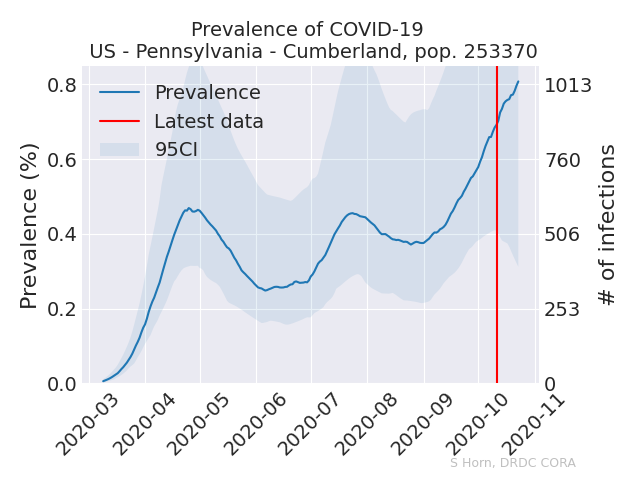 Prevalence of COVID-19
US - Pennsylvania - Cumberland, pop. 253370
Prevalence
Latest data
95CI
Prevalence (%)
0.8
0.6
0.4
0.2
0.0
1013
760
506
253
0
# of infections
2020-03
2020-04
2020-05
2020-06
2020-07
2020-08
2020-09
2020-10
2020-11
S Horn, DRDC CORA